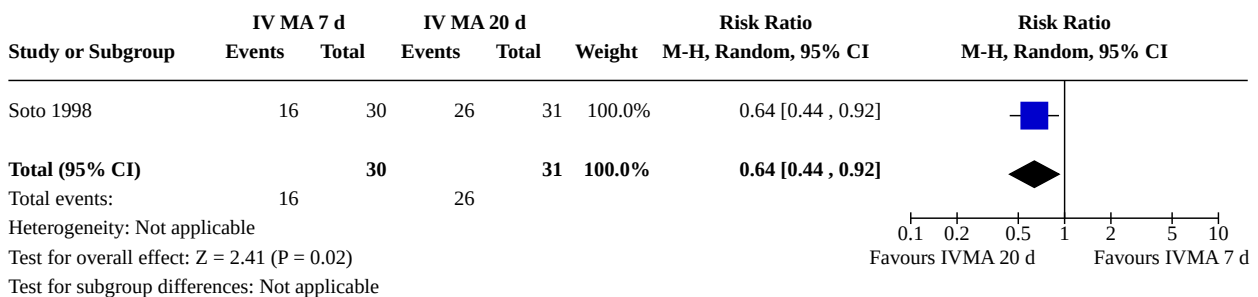 IV MA 7 d IV MA 20 d Risk Ratio Risk Ratio
Study or Subgroup Events Total Events Total Weight M-H, Random, 95% CI M-H, Random, 95% CI
Soto 1998 16 30 26 31 100.0% 0.64 [0.44 , 0.92]
Total (95% CI) 30 31 100.0% 0.64 [0.44 , 0.92]
Total events: 16 26
Heterogeneity: Not applicable
0.1 0.2 0.5 1 2 5 10
Test for overall effect: Z = 2.41 (P = 0.02) Favours IVMA 20 d Favours IVMA 7 d
Test for subgroup differences: Not applicable